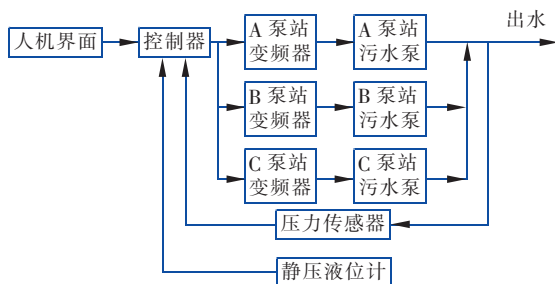 出水
人机界面
控制器
A 泵站
变频器
A 泵站
污水泵
B 泵站
变频器
B 泵站
污水泵
C 泵站
变频器
C 泵站
污水泵
压力传感器
静压液位计